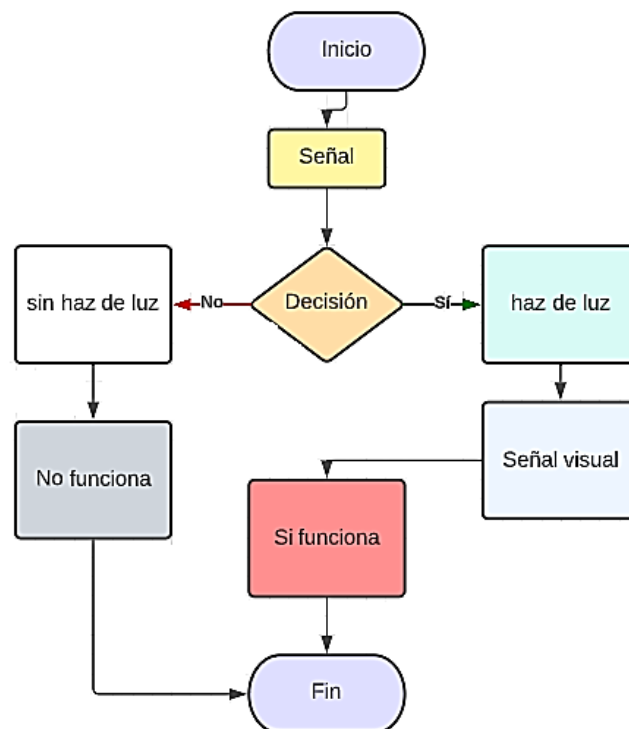 Inicio
Señal
Decisión
No
Sí
sin haz de luz
haz de luz
No funciona
Señal visual
Si funciona
Fin